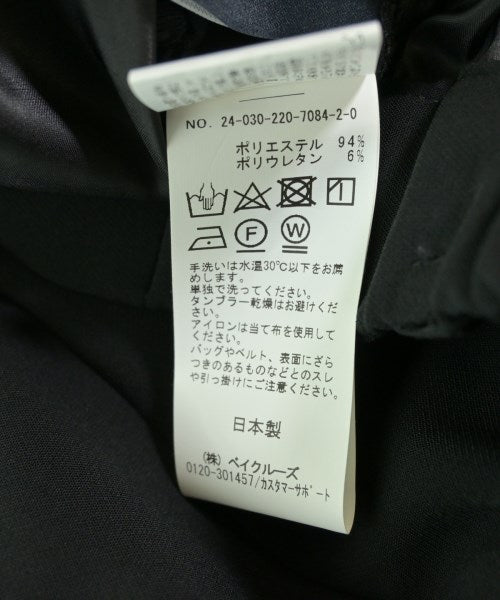 NO. 24-030-220-7084-2-0
ポリエステル 94%
ポリウレタン 6%
F W
手洗いは水温30℃以下をお薦
めします。
単独で洗ってください。
タンブラー乾燥はお避けくださ
い。
アイロンは当て布を使用して
ください。
バッグやベルト、表面にざら
つきのあるものなどとのスレ
や引っ掛けにご注意ください。
日本製
(株) ベイクルーズ
0120-301457/カスタマーサポート